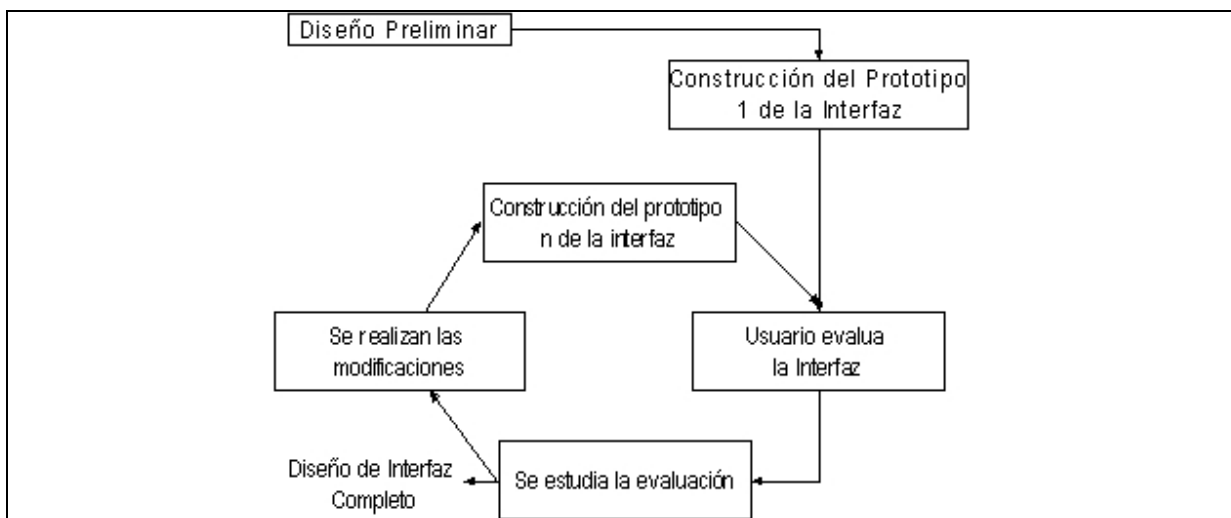 Diseño Preliminar
Construcción del Prototipo
1 de la Interfaz
Construcción del prototipo
n de la interfaz
Se realizan las
modificaciones
Usuario evalua
la Interfaz
Diseño de Interfaz
Completo
Se estudia la evaluación